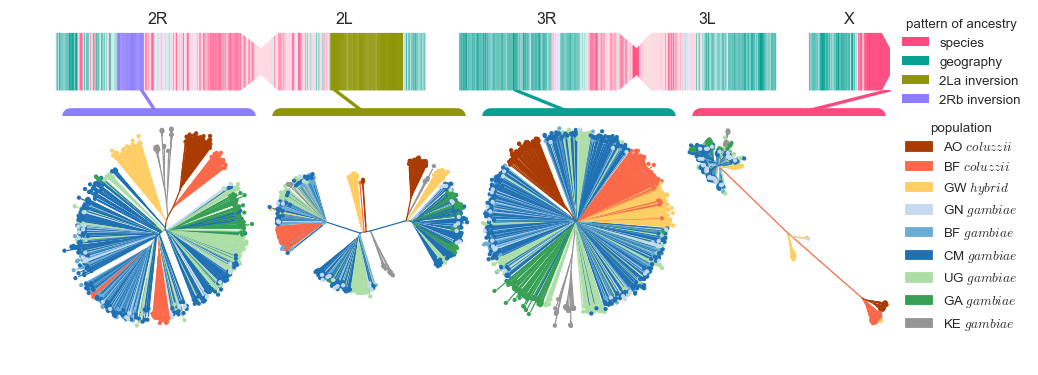 2R 2L 3R 3L X
pattern of ancestry
species
geography
2La inversion
2Rb inversion
population
AO coluzzii
BF coluzzii
GW hybrid
GN gambiae
BF gambiae
CM gambiae
UG gambiae
GA gambiae
KE gambiae